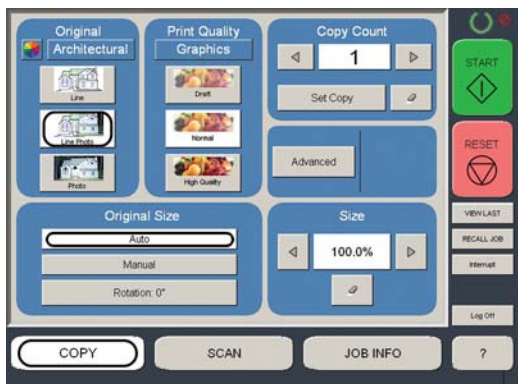 Original
Architectural
Line
Line Photo
Photo
Print Quality
Graphics
Draft
Normal
High Quality
Copy Count
1
Set Copy
Advanced
Original Size
Auto
Manual
Rotation: 0°
Size
100.0%
START
RESET
VIEW LAST
RECALL JOB
Interrupt
Log Off
COPY
SCAN
JOB INFO
?